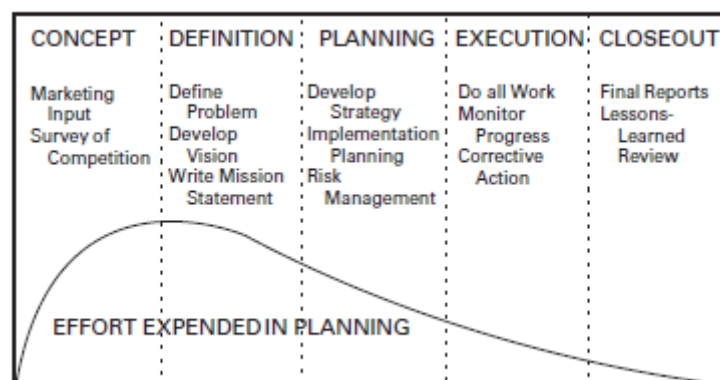 CONCEPT
Marketing
Input
Survey of
Competition
DEFINITION
Define
Problem
Develop
Vision
Write Mission
Statement
PLANNING
Develop
Strategy
Implementation
Planning
Risk
Management
EXECUTION
Do all Work
Monitor
Progress
Corrective
Action
CLOSEOUT
Final Reports
Lessons-
Learned
Review
EFFORT EXPENDED IN PLANNING